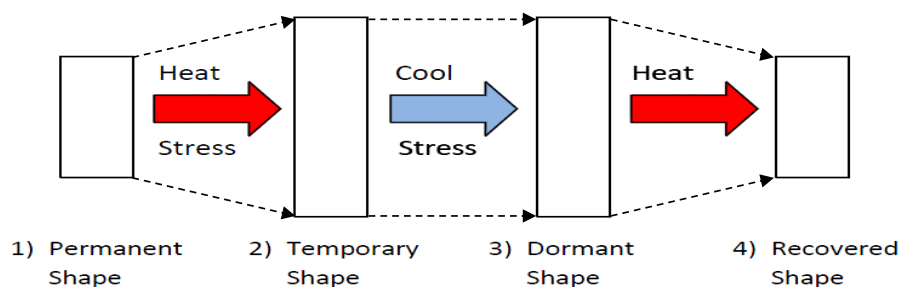 Heat
Stress
Cool
Stress
Heat
1) Permanent Shape
2) Temporary Shape
3) Dormant Shape
4) Recovered Shape